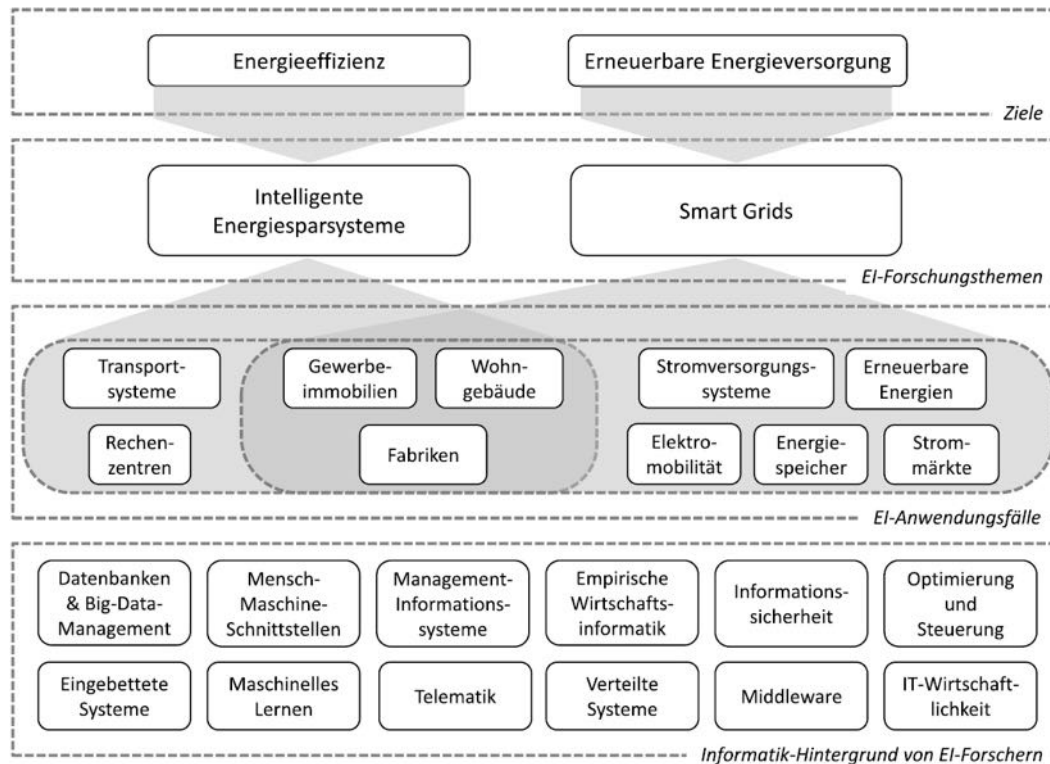 Energieeffizienz
Erneuerbare Energieversorgung
Ziele
Intelligente
Energiesparsysteme
Smart Grids
EI-Forschungsthemen
Transport-
systeme
Gewerbe-
immobilien
Wohn-
gebäude
Stromversorgungs-
systeme
Erneuerbare
Energien
Rechen-
zentren
Fabriken
Elektro-
mobilität
Energie-
speicher
Strom-
märkte
EI-Anwendungsfälle
Datenbanken
& Big-Data-
Management
Mensch-
Maschine-
Schnittstellen
Management-
Informations-
systeme
Empirische
Wirtschafts-
informatik
Informations-
sicherheit
Optimierung
und
Steuerung
Eingebettete
Systeme
Maschinelles
Lernen
Telematik
Verteilte
Systeme
Middleware
IT-Wirtschaft-
lichkeit
Informatik-Hintergrund von EI-Forschern